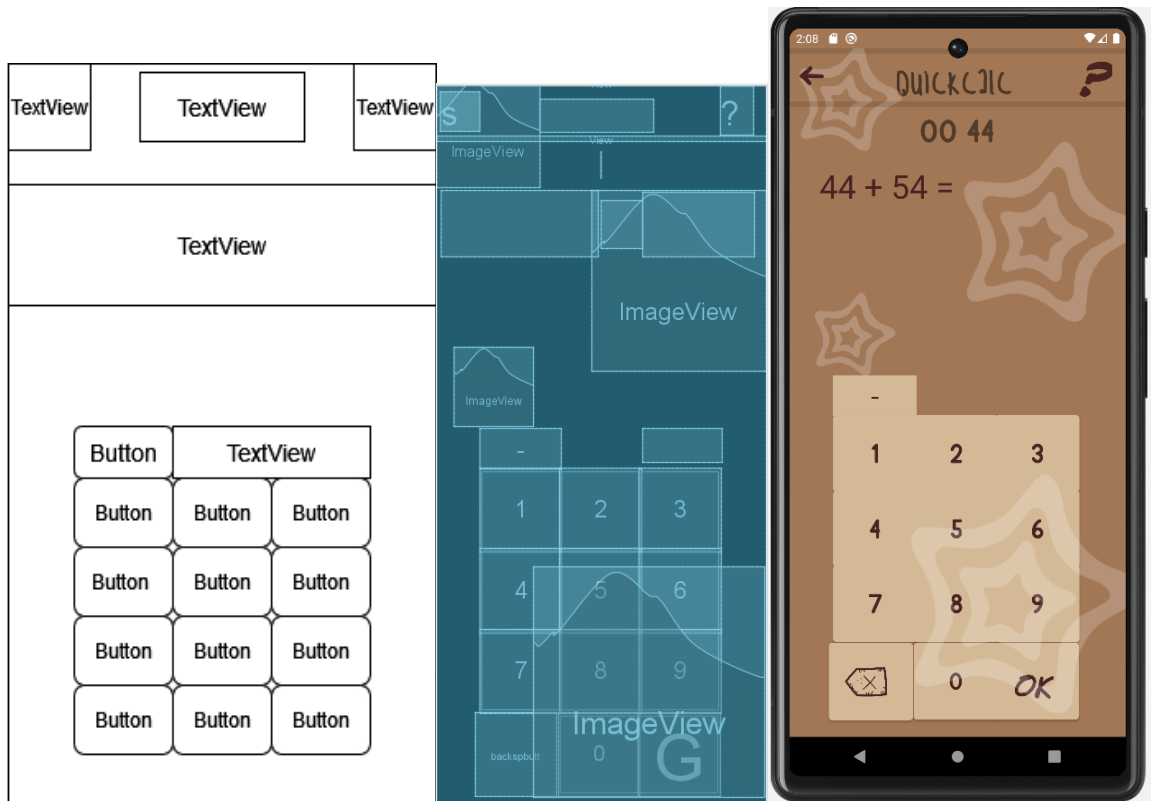 TextView TextView TextView
TextView
Button TextView
Button Button Button
Button Button Button
Button Button Button
Button Button Button
s ?
ImageView
View
ImageView
ImageView
-
1 2 3
4 5 6
7 8 9
ImageView
backspbutt 0 G
2:08
QUICKCALC ?
00 44
44 + 54 =
-
1 2 3
4 5 6
7 8 9
0 OK